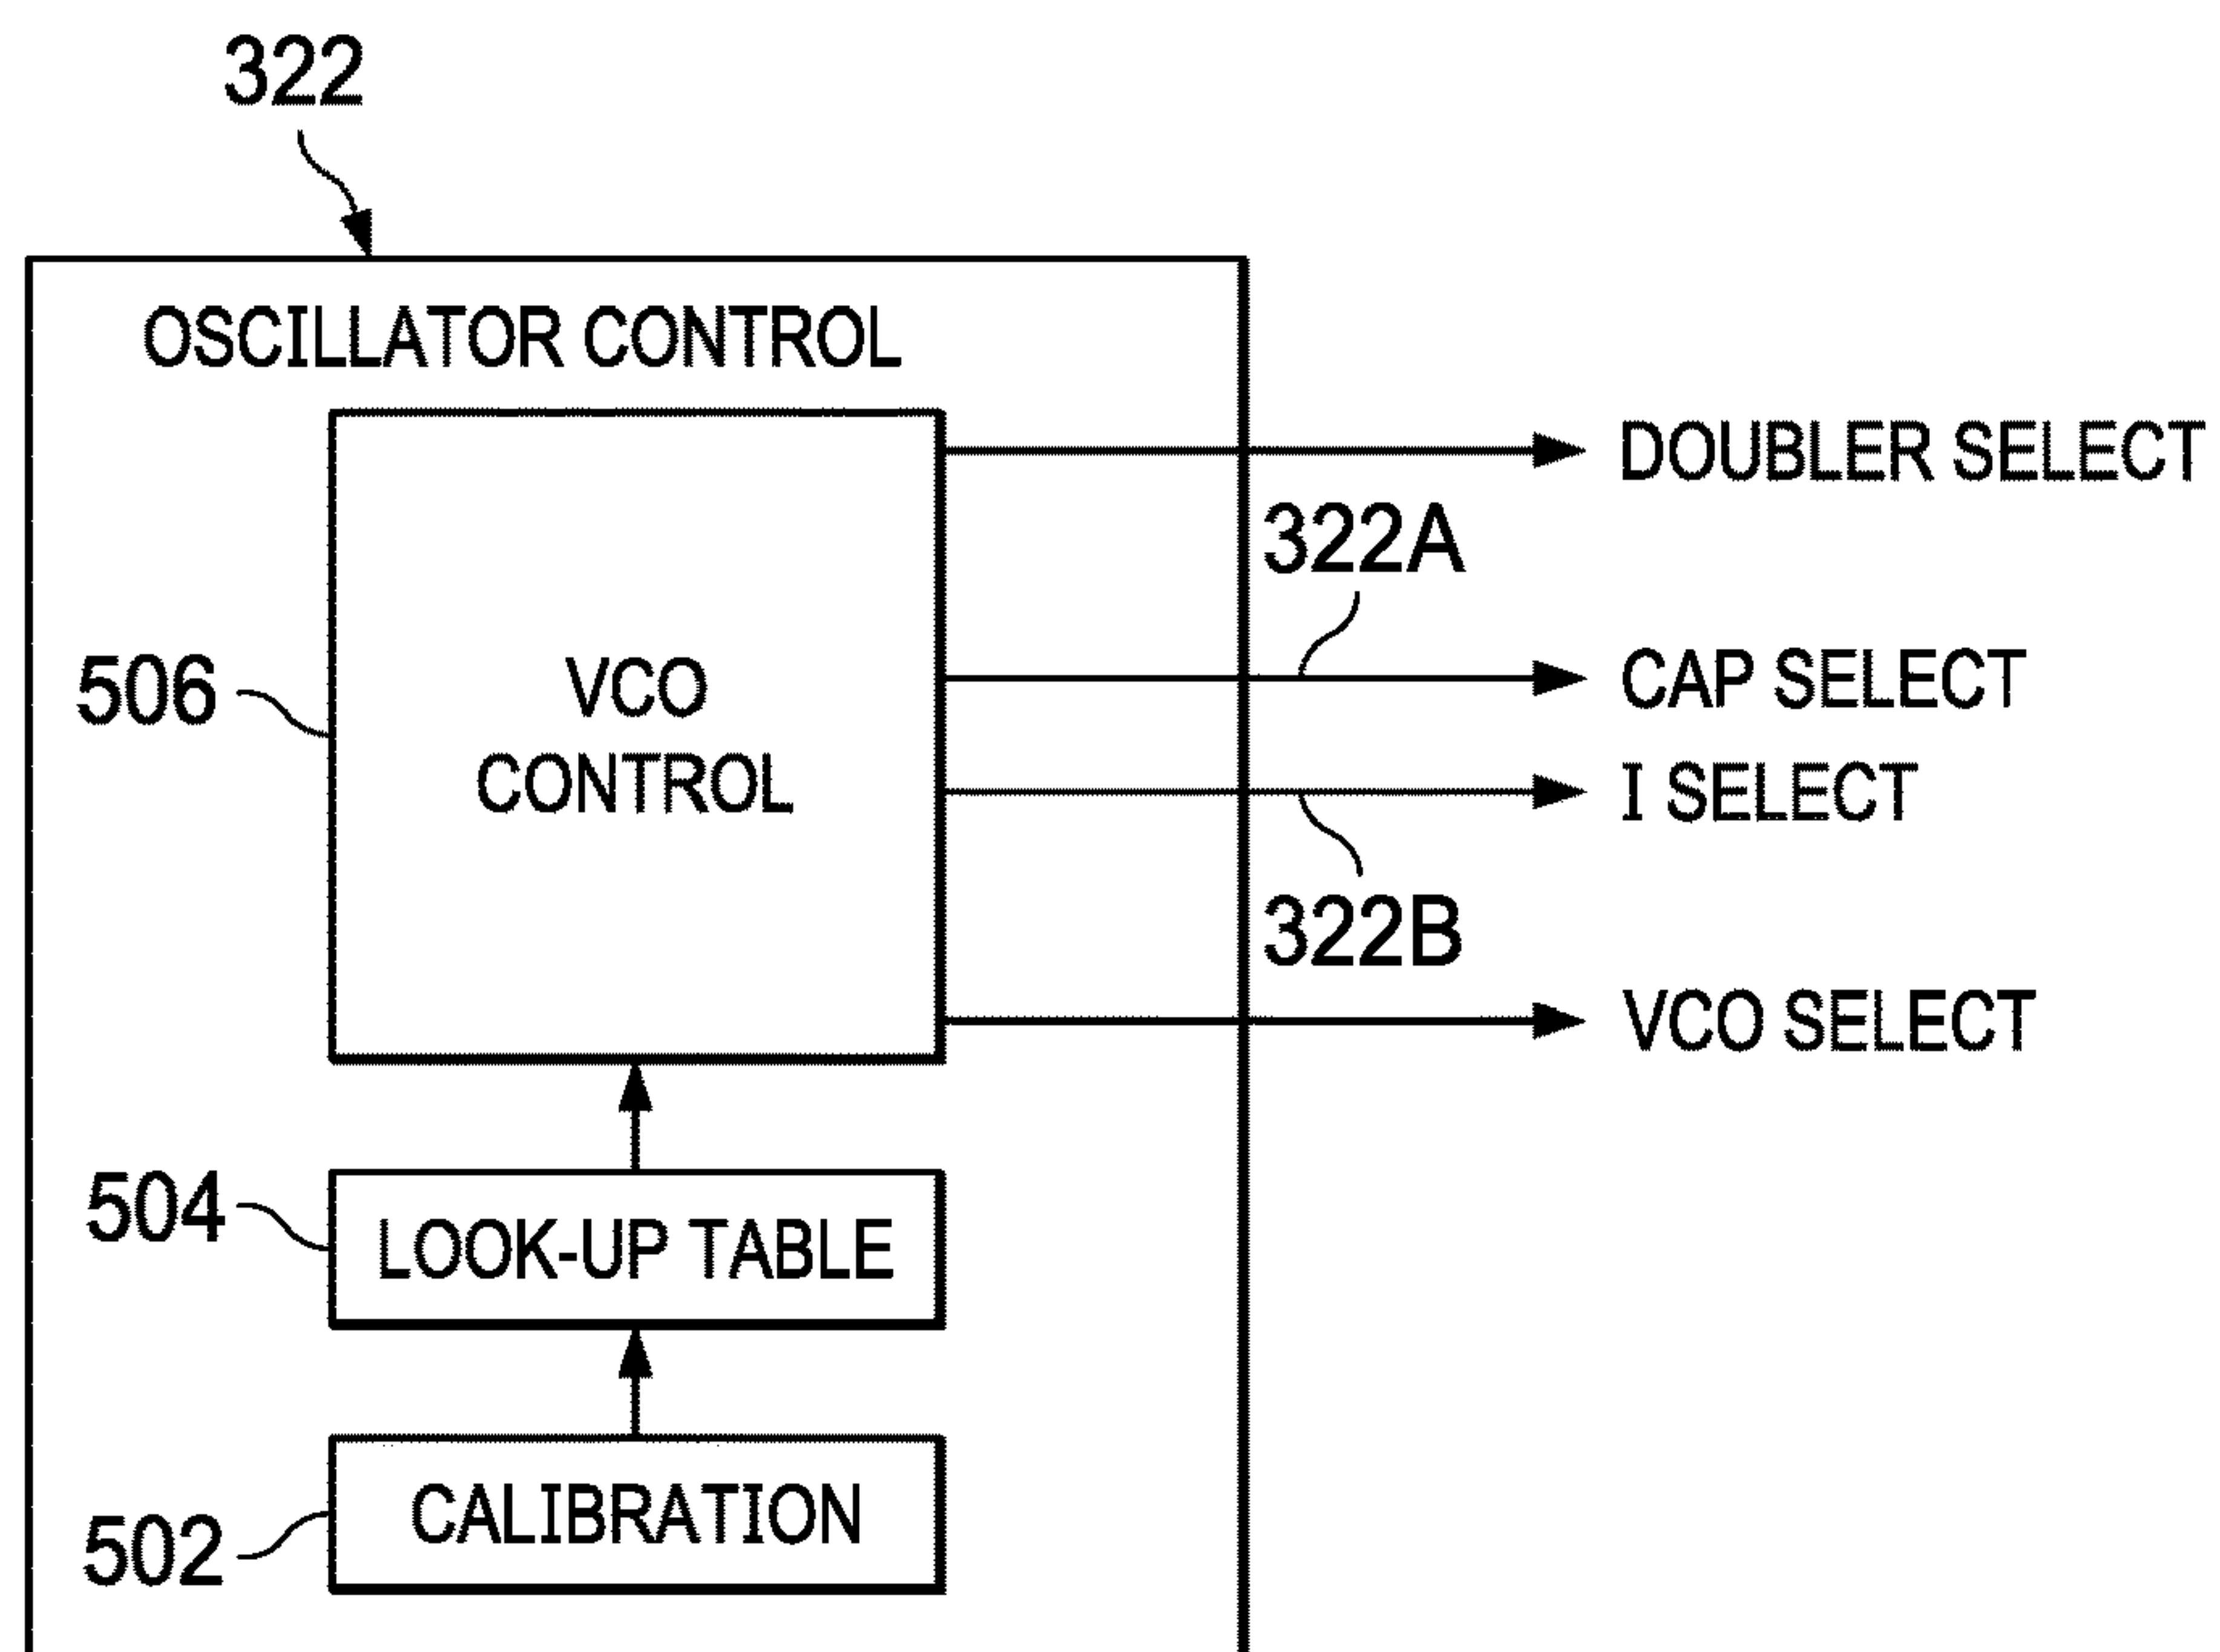 322
OSCILLATOR CONTROL
DOUBLER SELECT
322A
506
VCO
CONTROL
CAP SELECT
I SELECT
322B
VCO SELECT
504
LOOK-UP TABLE
502
CALIBRATION